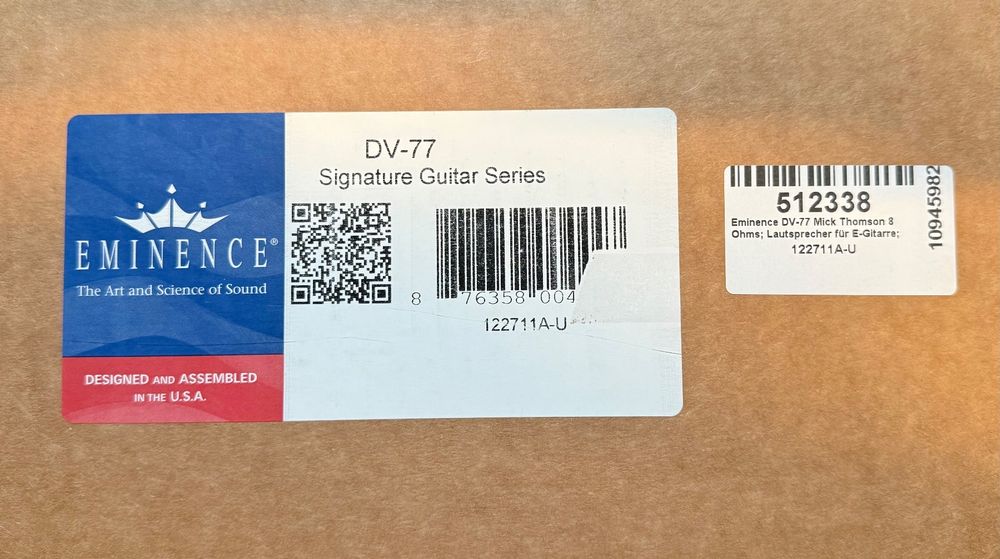 DV-77
Signature Guitar Series
EMINENCE®
The Art and Science of Sound
8 76358 004
122711A-U
DESIGNED AND ASSEMBLED
IN THE U.S.A.
512338
Eminence DV-77 Mick Thomson 8
Ohms; Lautsprecher für E-Gitarre;
122711A-U
10945982